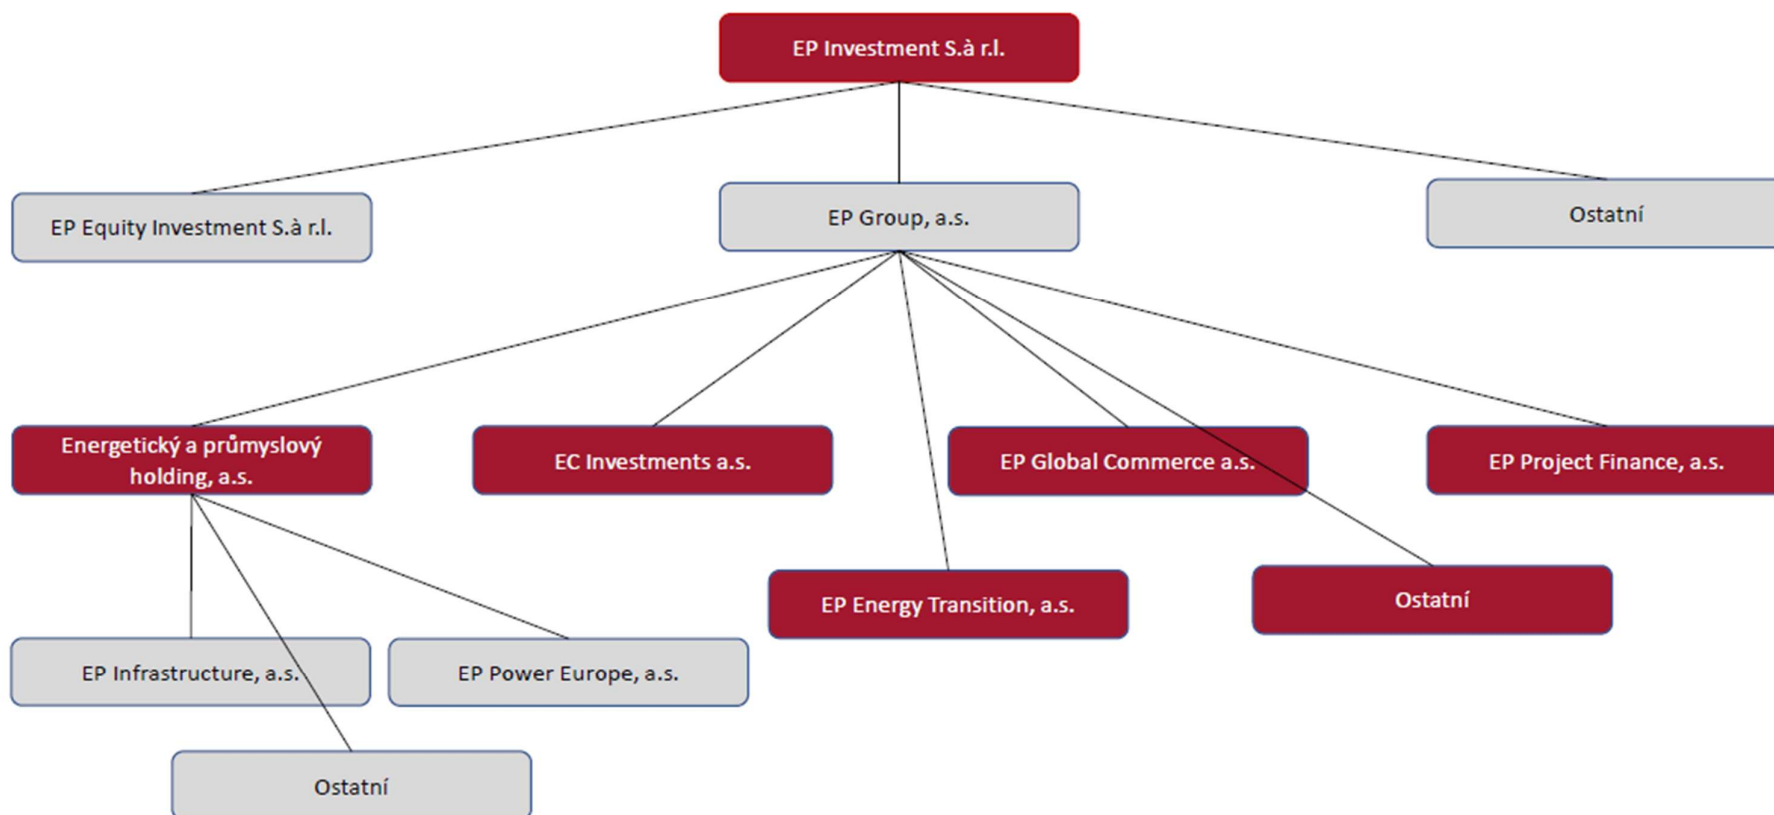 EP Investment S.à r.l.
EP Equity Investment S.à r.l.
EP Group, a.s.
Ostatní
Energetický a průmyslový
holding, a.s.
EC Investments a.s.
EP Global Commerce a.s.
EP Project Finance, a.s.
EP Energy Transition, a.s.
Ostatní
EP Infrastructure, a.s.
EP Power Europe, a.s.
Ostatní